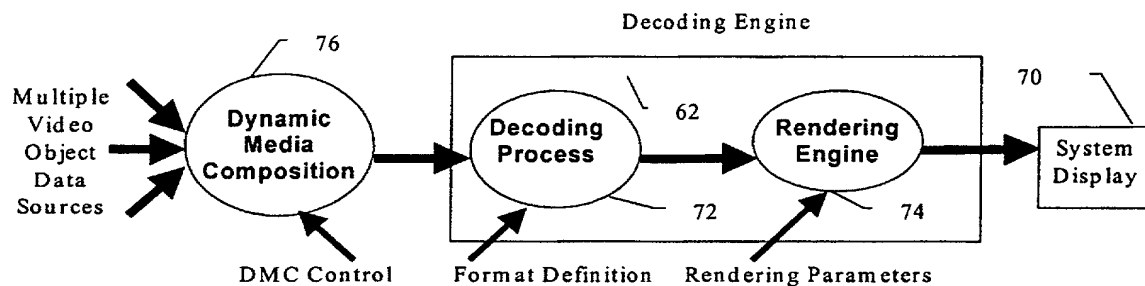 Decoding Engine
76
62
70
Multiple
Video
Object
Data
Sources
Dynamic
Media
Composition
Decoding
Process
Rendering
Engine
System
Display
72
74
DMC Control
Format Definition
Rendering Parameters